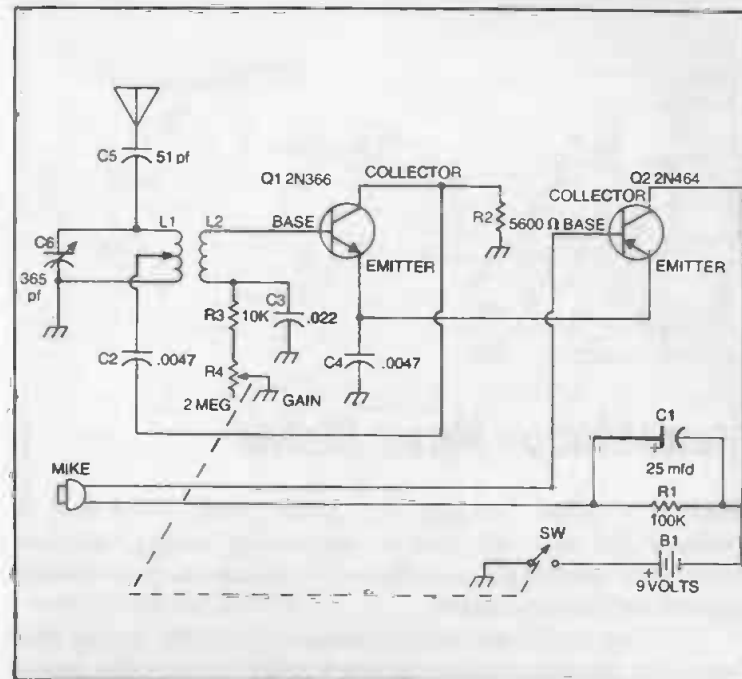 C5
51 pf
Q1 2N366
COLLECTOR
Q2 2N464
COLLECTOR
L1
L2
BASE
R2
5600 Ω
BASE
C6
EMITTER
EMITTER
365
pf
C3
R3
10K
.022
C2
.0047
C4
.0047
R4
GAIN
2 MEG
C1
+
25 mfd
MIKE
R1
100K
SW
B1
+
9 VOLTS